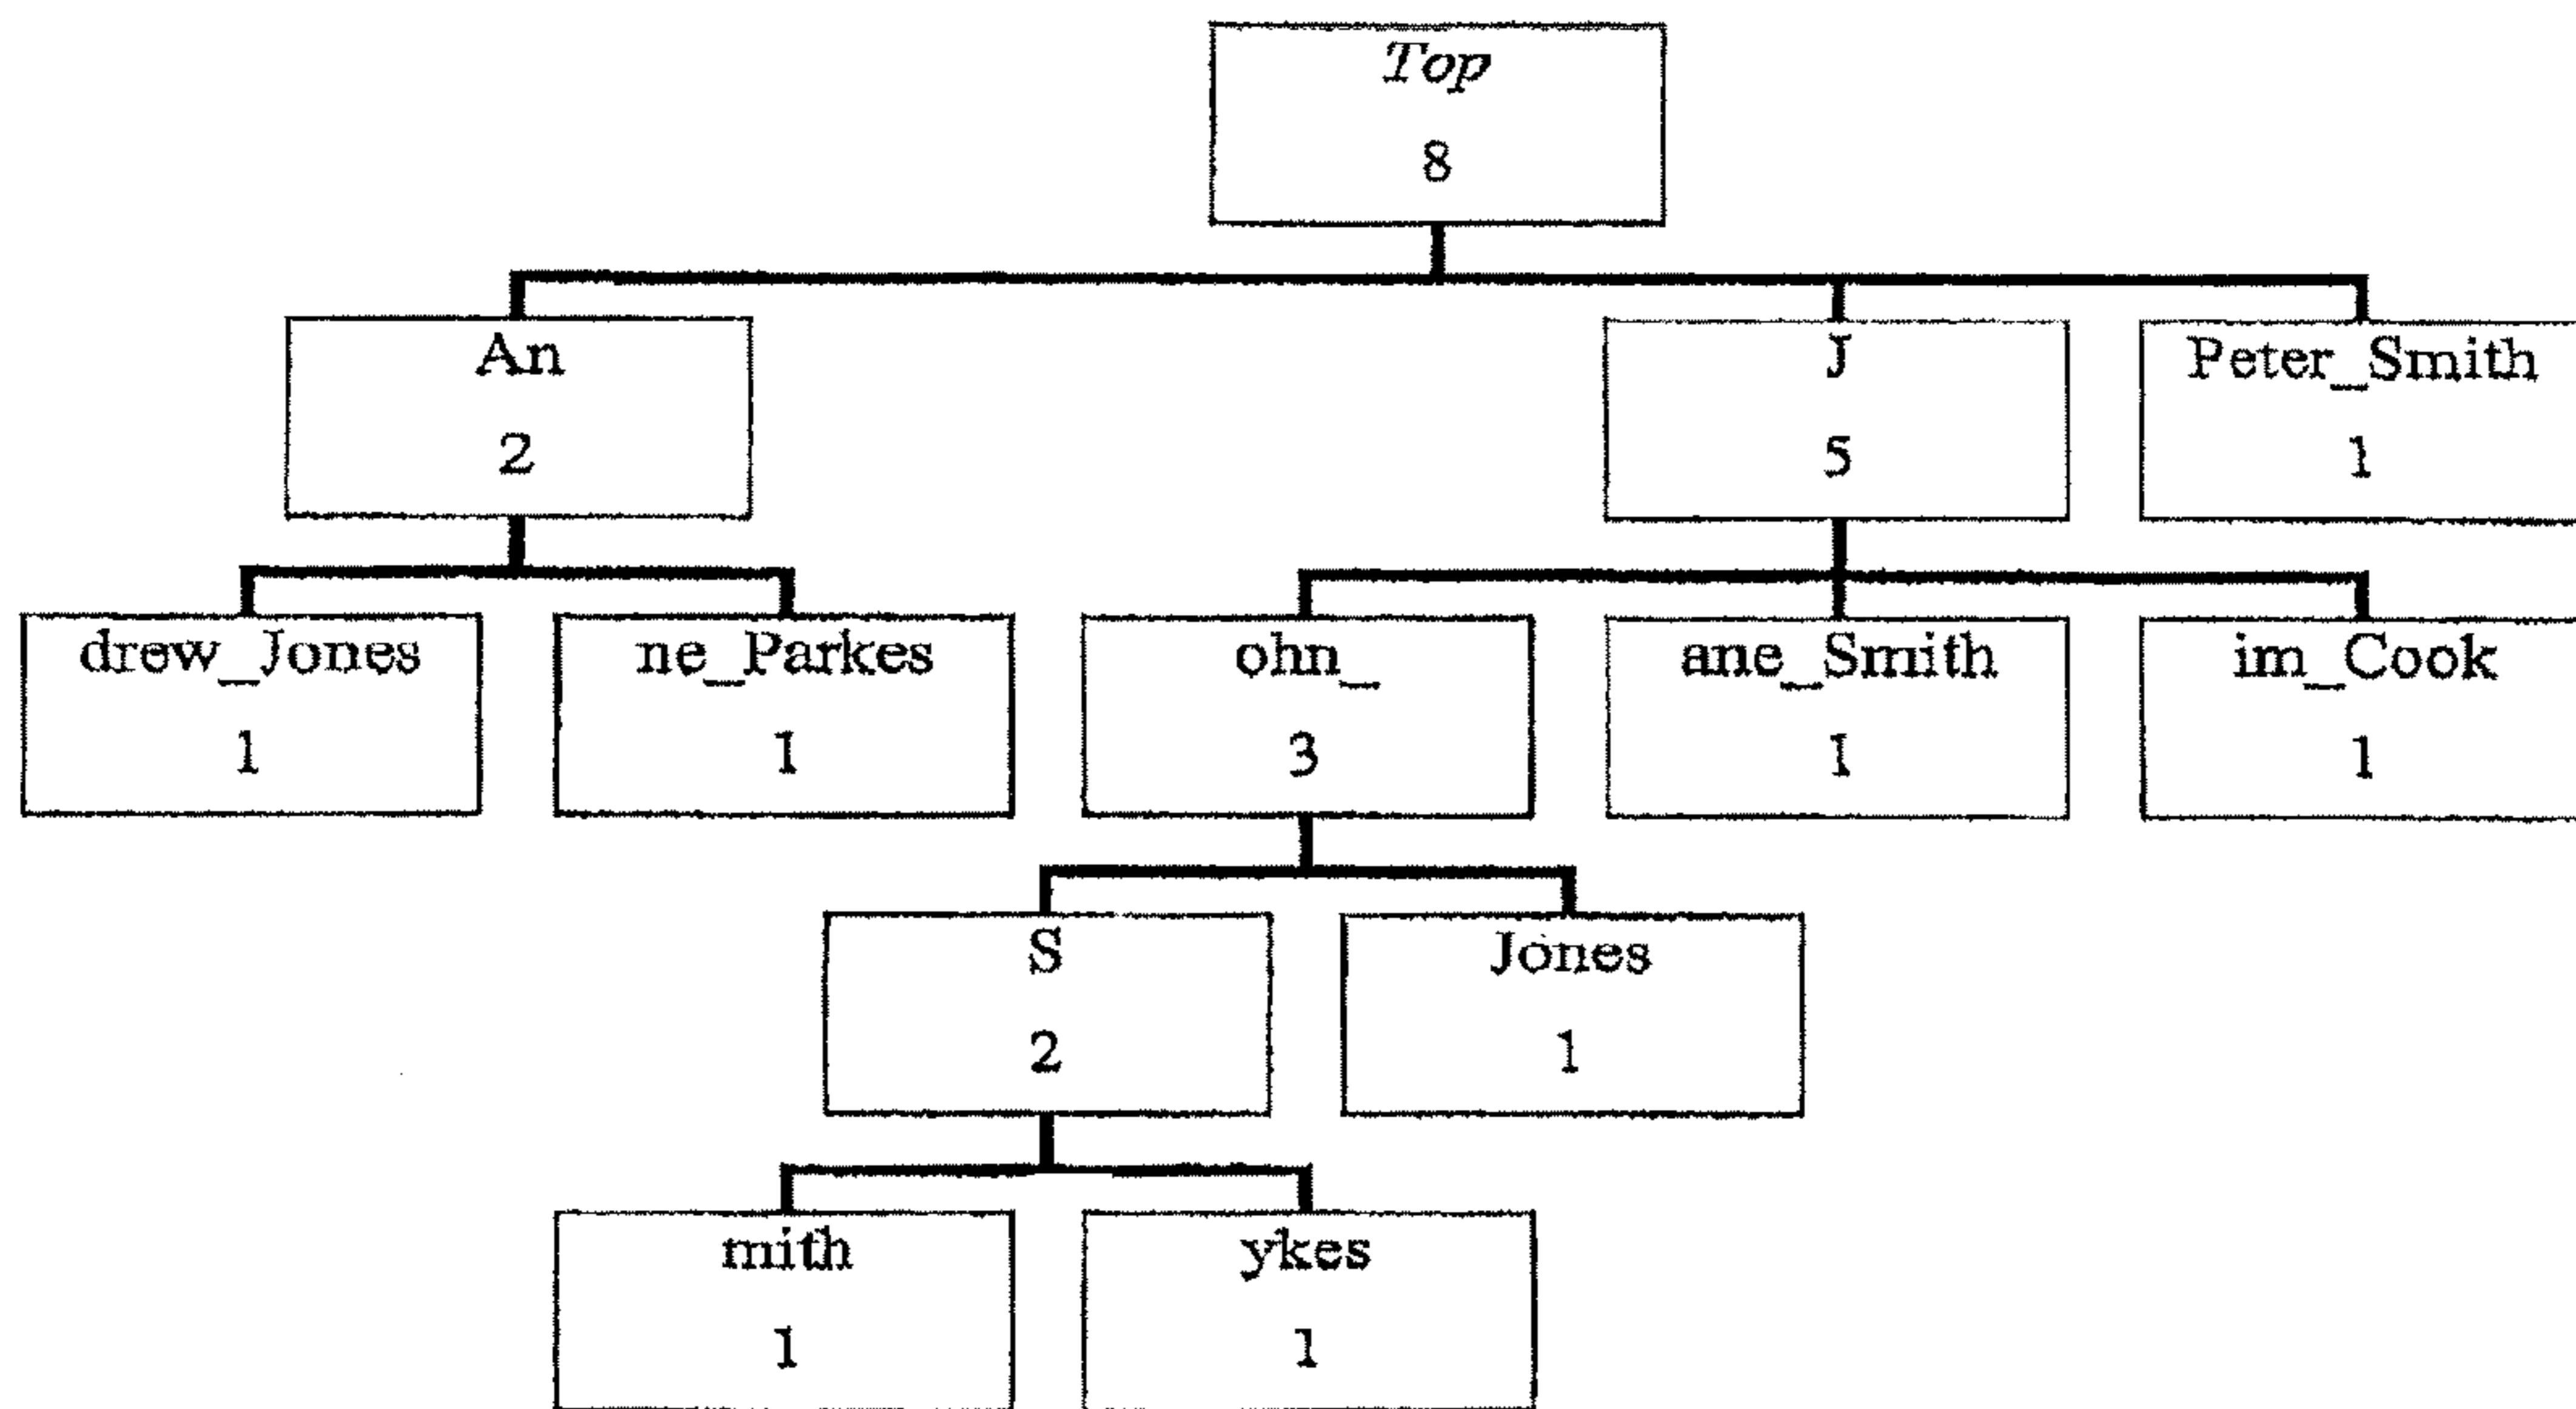 Top
8
An
2
J
5
Peter_Smith
1
drew_Jones
1
ne_Parkes
1
ohn_
3
ane_Smith
1
im_Cook
1
S
2
Jones
1
mith
1
ykes
1